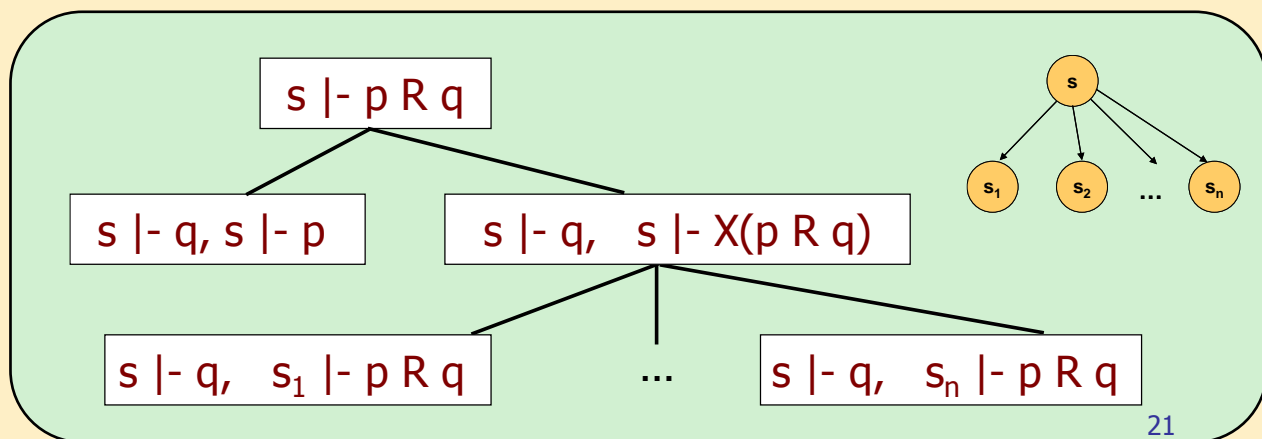 s |- p R q
s
s |- q, s |- p
s |- q, s |- X(p R q)
s₁
s₂
...
sₙ
s |- q, s₁ |- p R q
...
s |- q, sₙ |- p R q
21